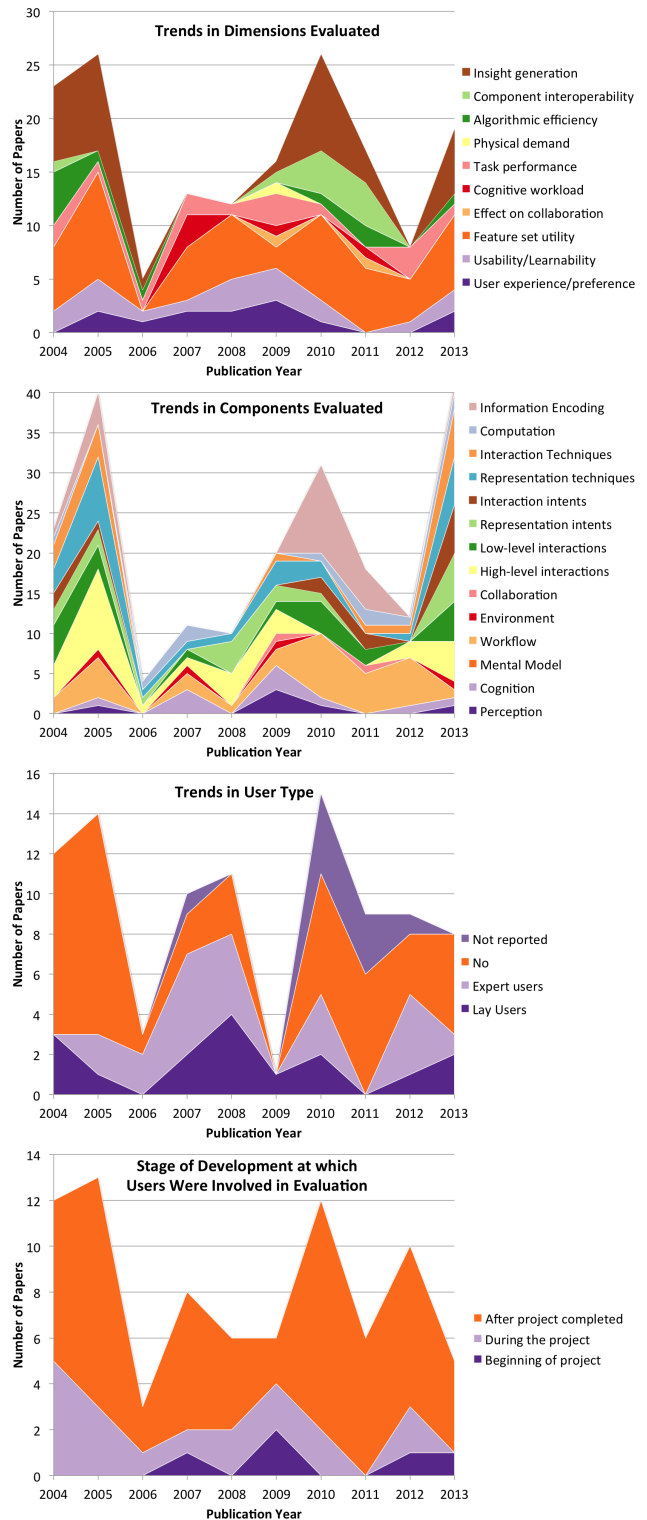 Trends in Dimensions Evaluated
30
25
20
15
10
5
0
Number of Papers
2004 2005 2006 2007 2008 2009 2010 2011 2012 2013
Publication Year
Insight generation
Component interoperability
Algorithmic efficiency
Physical demand
Task performance
Cognitive workload
Effect on collaboration
Feature set utility
Usability/Learnability
User experience/preference
Trends in Components Evaluated
40
35
30
25
20
15
10
5
0
Number of Papers
2004 2005 2006 2007 2008 2009 2010 2011 2012 2013
Publication Year
Information Encoding
Computation
Interaction Techniques
Representation techniques
Interaction intents
Representation intents
Low-level interactions
High-level interactions
Collaboration
Environment
Workflow
Mental Model
Cognition
Perception
Trends in User Type
16
14
12
10
8
6
4
2
0
Number of Papers
2004 2005 2006 2007 2008 2009 2010 2011 2012 2013
Publication Year
Not reported
No
Expert users
Lay Users
Stage of Development at which
Users Were Involved in Evaluation
14
12
10
8
6
4
2
0
Number of Papers
2004 2005 2006 2007 2008 2009 2010 2011 2012 2013
Publication Year
After project completed
During the project
Beginning of project